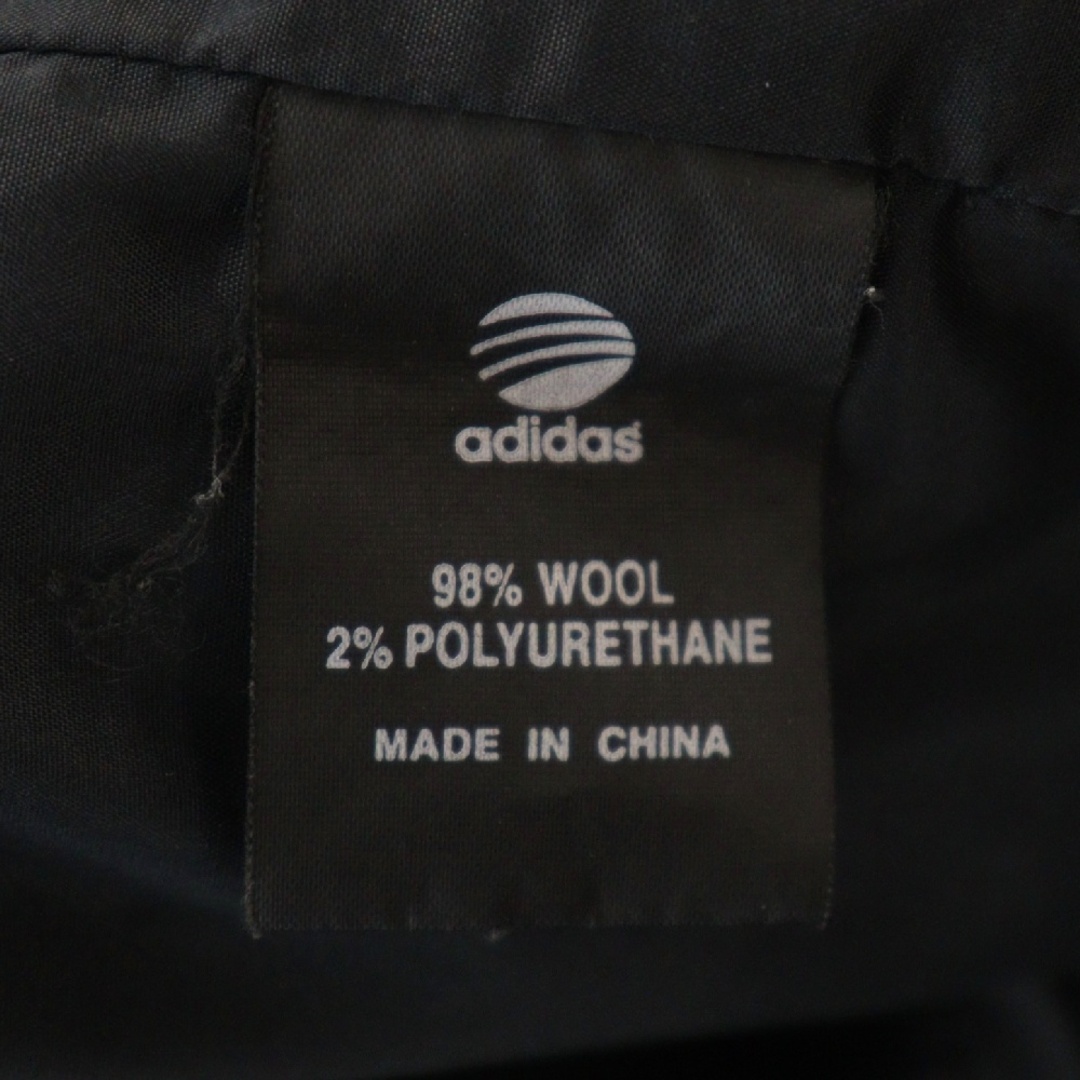 adidas
98% WOOL
2% POLYURETHANE
MADE IN CHINA